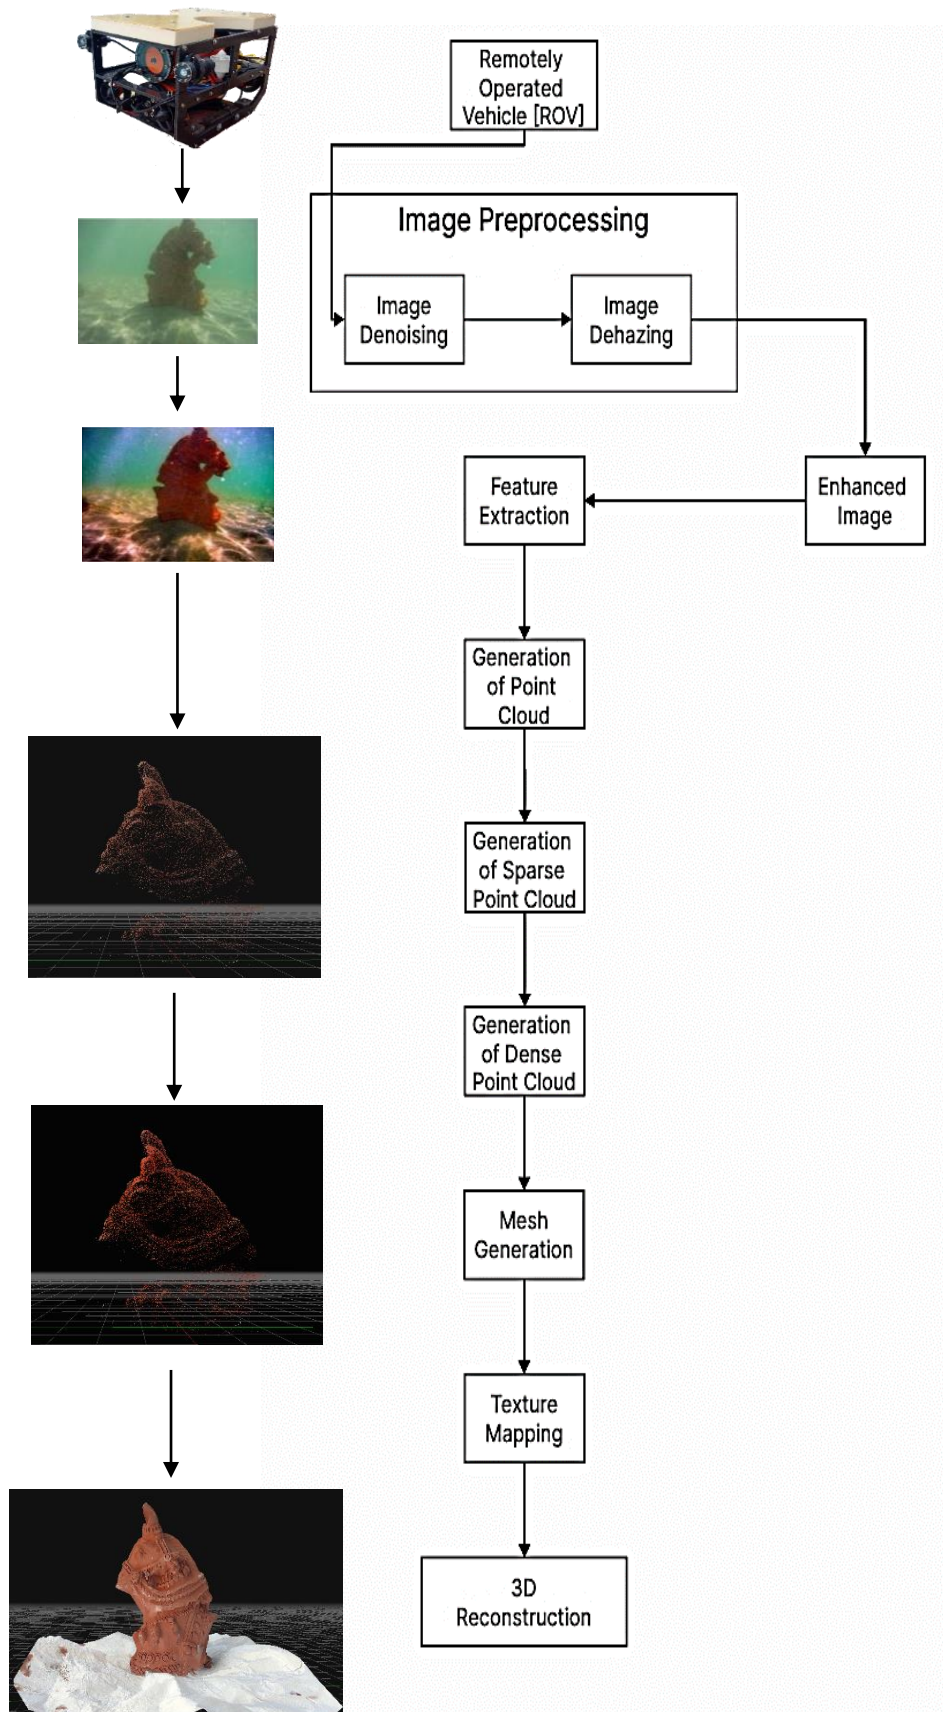 Remotely
Operated
Vehicle [ROV]
Image Preprocessing
Image
Denoising
Image
Dehazing
Feature
Extraction
Enhanced
Image
Generation
of Point
Cloud
Generation
of Sparse
Point Cloud
Generation
of Dense
Point Cloud
Mesh
Generation
Texture
Mapping
3D
Reconstruction